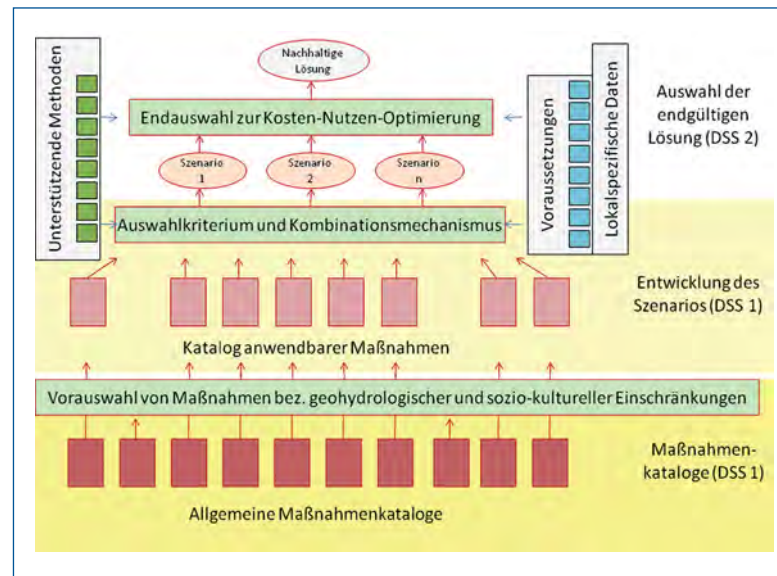 Nachhaltige
Lösung
Unterstützende Methoden
Endauswahl zur Kosten-Nutzen-Optimierung
Voraussetzungen
Lokalspezifische Daten
Auswahl der
endgültigen
Lösung (DSS 2)
Szenario
1
Szenario
2
Szenario
n
Auswahlkriterium und Kombinationsmechanismus
Entwicklung des
Szenarios (DSS 1)
Katalog anwendbarer Maßnahmen
Vorauswahl von Maßnahmen bez. geohydrologischer und sozio-kultureller Einschränkungen
Maßnahmen-
kataloge (DSS 1)
Allgemeine Maßnahmenkataloge